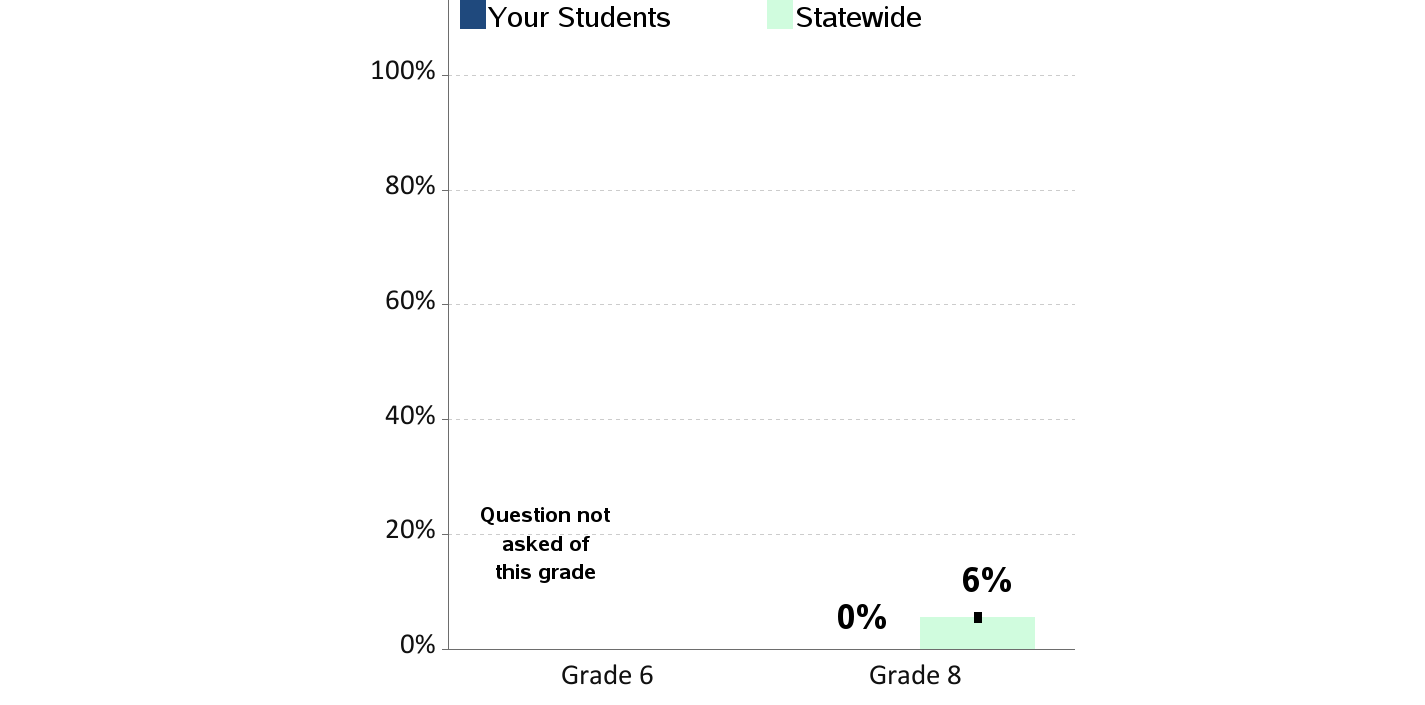 Your Students Statewide
100%
80%
60%
40%
20%
0%
Question not
asked of
this grade
0%
6%
Grade 6 Grade 8